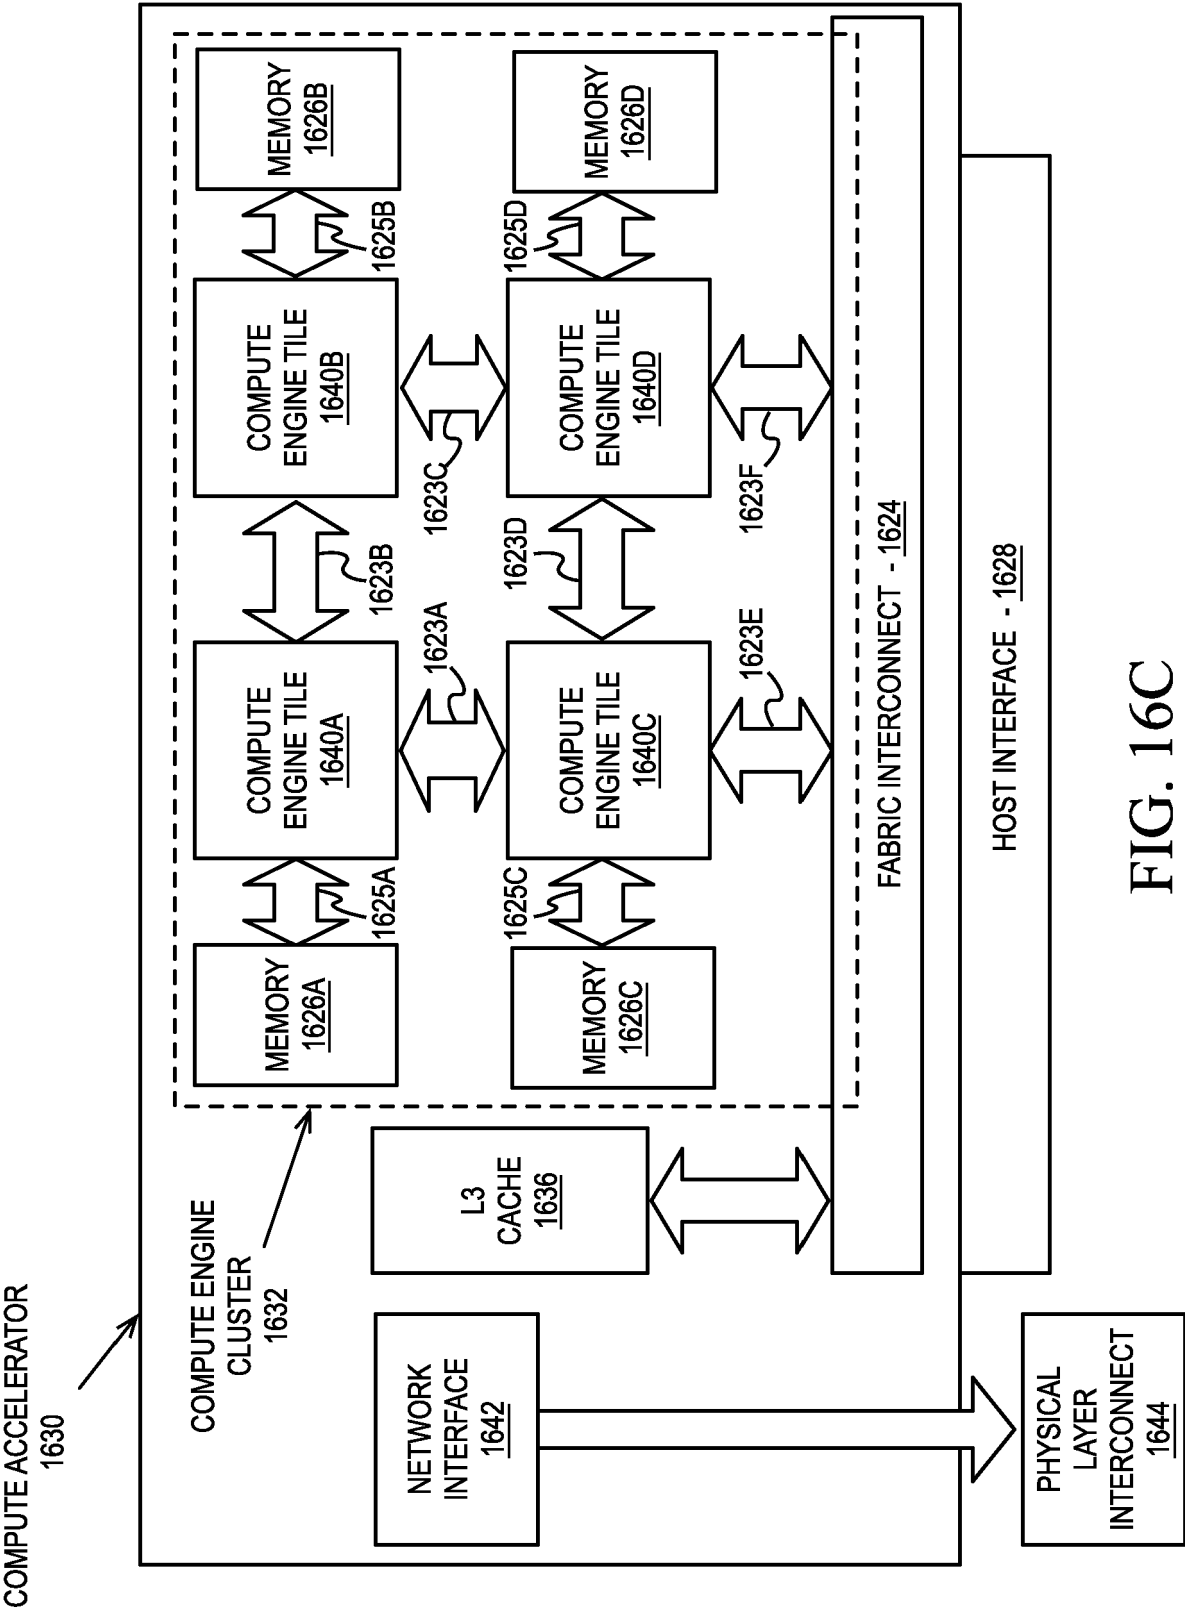 COMPUTE ACCELERATOR
1630
COMPUTE ENGINE
CLUSTER
1632
MEMORY
1626A
1625A
COMPUTE
ENGINE TILE
1640A
1623B
COMPUTE
ENGINE TILE
1640B
1625B
MEMORY
1626B
1623A
1623C
MEMORY
1626C
1625C
COMPUTE
ENGINE TILE
1640C
1623D
COMPUTE
ENGINE TILE
1640D
1625D
MEMORY
1626D
1623E
1623F
NETWORK
INTERFACE
1642
L3
CACHE
1636
FABRIC INTERCONNECT - 1624
HOST INTERFACE - 1628
PHYSICAL
LAYER
INTERCONNECT
1644
FIG. 16C